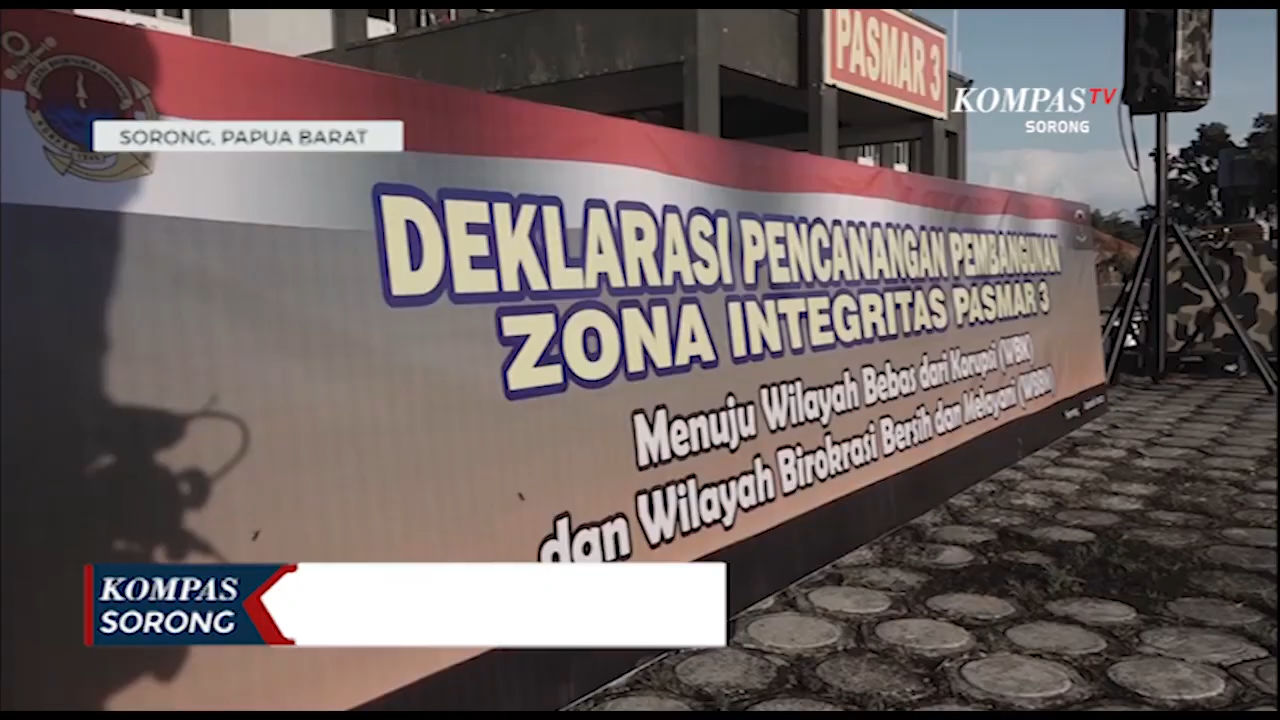 PASMAR 3
KOMPAS TV
SORONG
SORONG, PAPUA BARAT
DEKLARASI PENCANANGAN PEMBANGUNAN
ZONA INTEGRITAS PASMAR 3
Menuju Wilayah Bebas dari Korupsi (WBK)
dan Wilayah Birokrasi Bersih dan Melayani (WBBM)
KOMPAS
SORONG